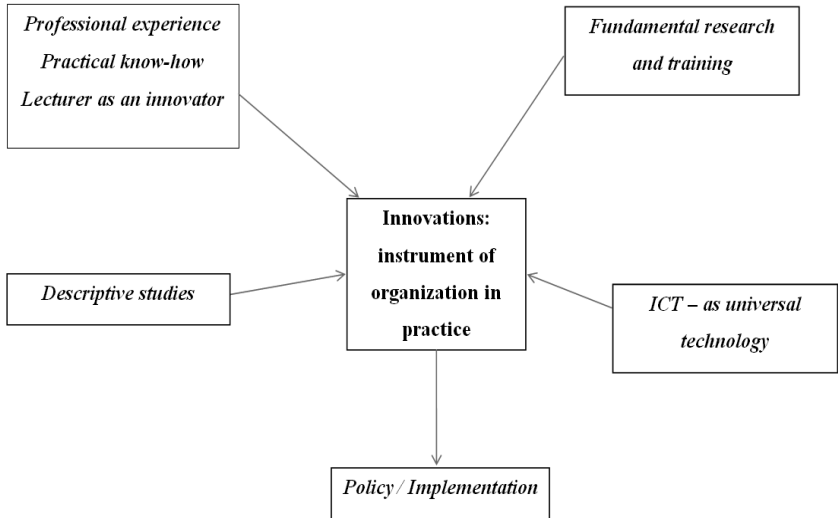 Professional experience
Practical know-how
Lecturer as an innovator
Fundamental research
and training
Innovations:
instrument of
organization in
practice
Descriptive studies
ICT – as universal
technology
Policy / Implementation